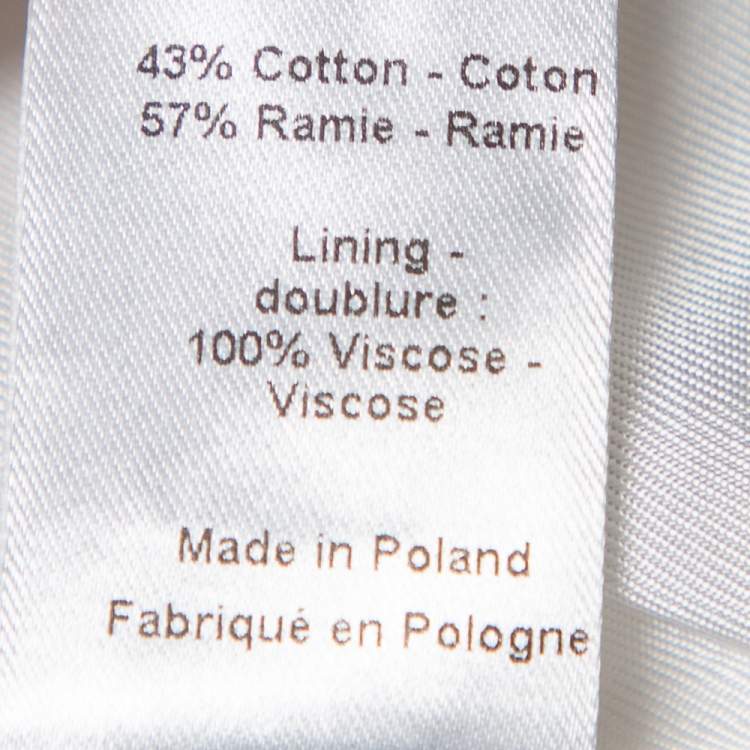 43% Cotton - Coton
57% Ramie - Ramie
Lining -
doublure :
100% Viscose -
Viscose
Made in Poland
Fabriqué en Pologne